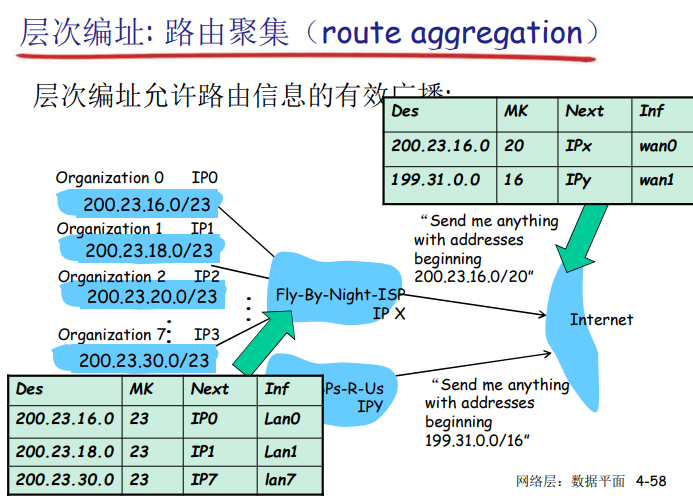 层次编址: 路由聚集（route aggregation）
层次编址允许路由信息的有效广播:
Des MK Next Inf
200.23.16.0 20 IPx wan0
199.31.0.0 16 IPy wan1
Organization 0 IP0
200.23.16.0/23
Organization 1 IP1
200.23.18.0/23
Organization 2 IP2
200.23.20.0/23
Organization 7 IP3
200.23.30.0/23
Fly-By-Night-ISP
IP X
“Send me anything
with addresses
beginning
200.23.16.0/20”
Internet
Ps-R-Us
IPY
“Send me anything
with addresses
beginning
199.31.0.0/16”
Des MK Next Inf
200.23.16.0 23 IP0 Lan0
200.23.18.0 23 IP1 Lan1
200.23.30.0 23 IP7 lan7
网络层：数据平面 4-58